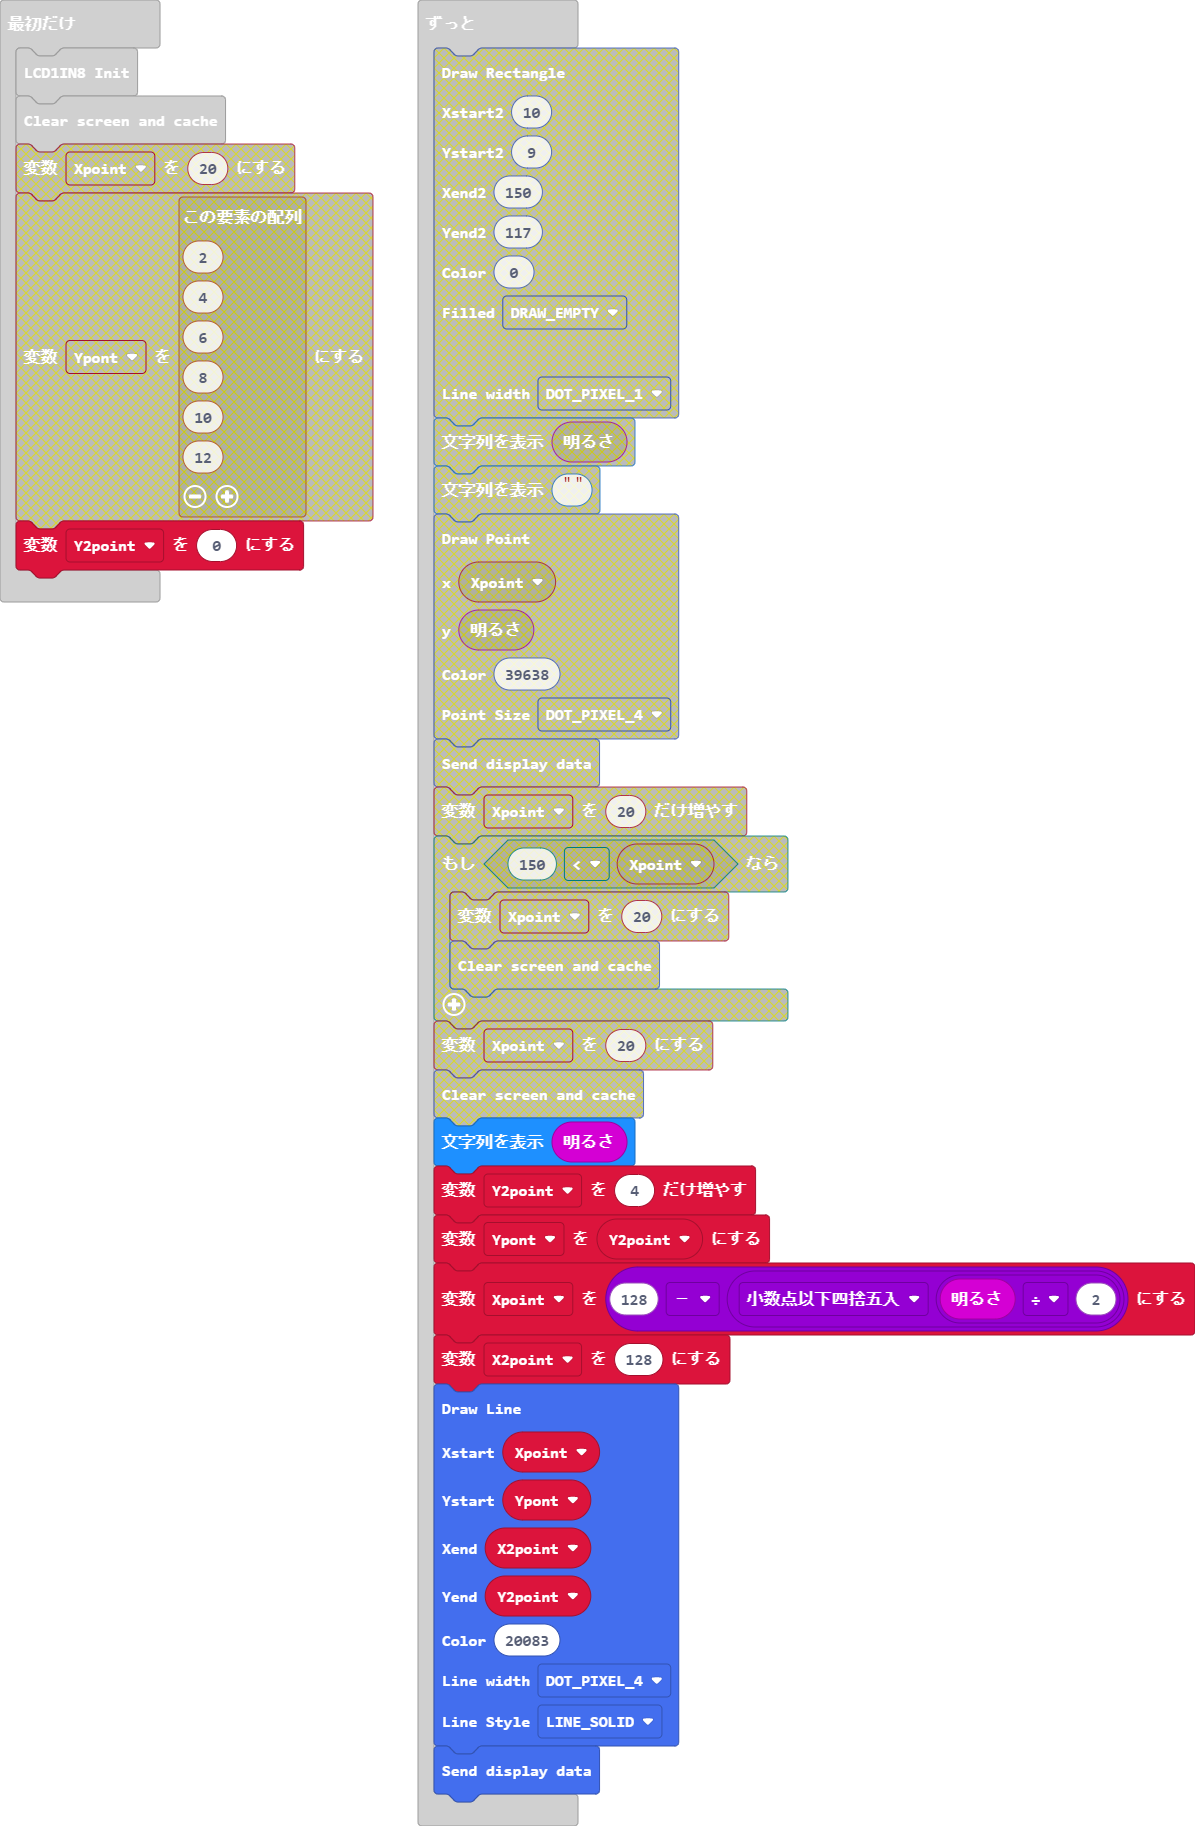 最初だけ
LCD1IN8 Init
Clear screen and cache
変数 Xpoint を 20 にする
この要素の配列
2
4
6
8
10
12
変数 Ypont を にする
変数 Y2point を 0 にする
ずっと
Draw Rectangle
Xstart2 10
Ystart2 9
Xend2 150
Yend2 117
Color 0
Filled DRAW_EMPTY
Line width DOT_PIXEL_1
文字列を表示 明るさ
文字列を表示 " "
Draw Point
x Xpoint
y 明るさ
Color 39638
Point Size DOT_PIXEL_4
Send display data
変数 Xpoint を 20 だけ増やす
もし 150 < Xpoint なら
変数 Xpoint を 20 にする
Clear screen and cache
変数 Xpoint を 20 にする
Clear screen and cache
文字列を表示 明るさ
変数 Y2point を 4 だけ増やす
変数 Ypont を Y2point にする
変数 Xpoint を 128 - 小数点以下四捨五入 明るさ ÷ 2 にする
変数 X2point を 128 にする
Draw Line
Xstart Xpoint
Ystart Ypont
Xend X2point
Yend Y2point
Color 20083
Line width DOT_PIXEL_4
Line Style LINE_SOLID
Send display data